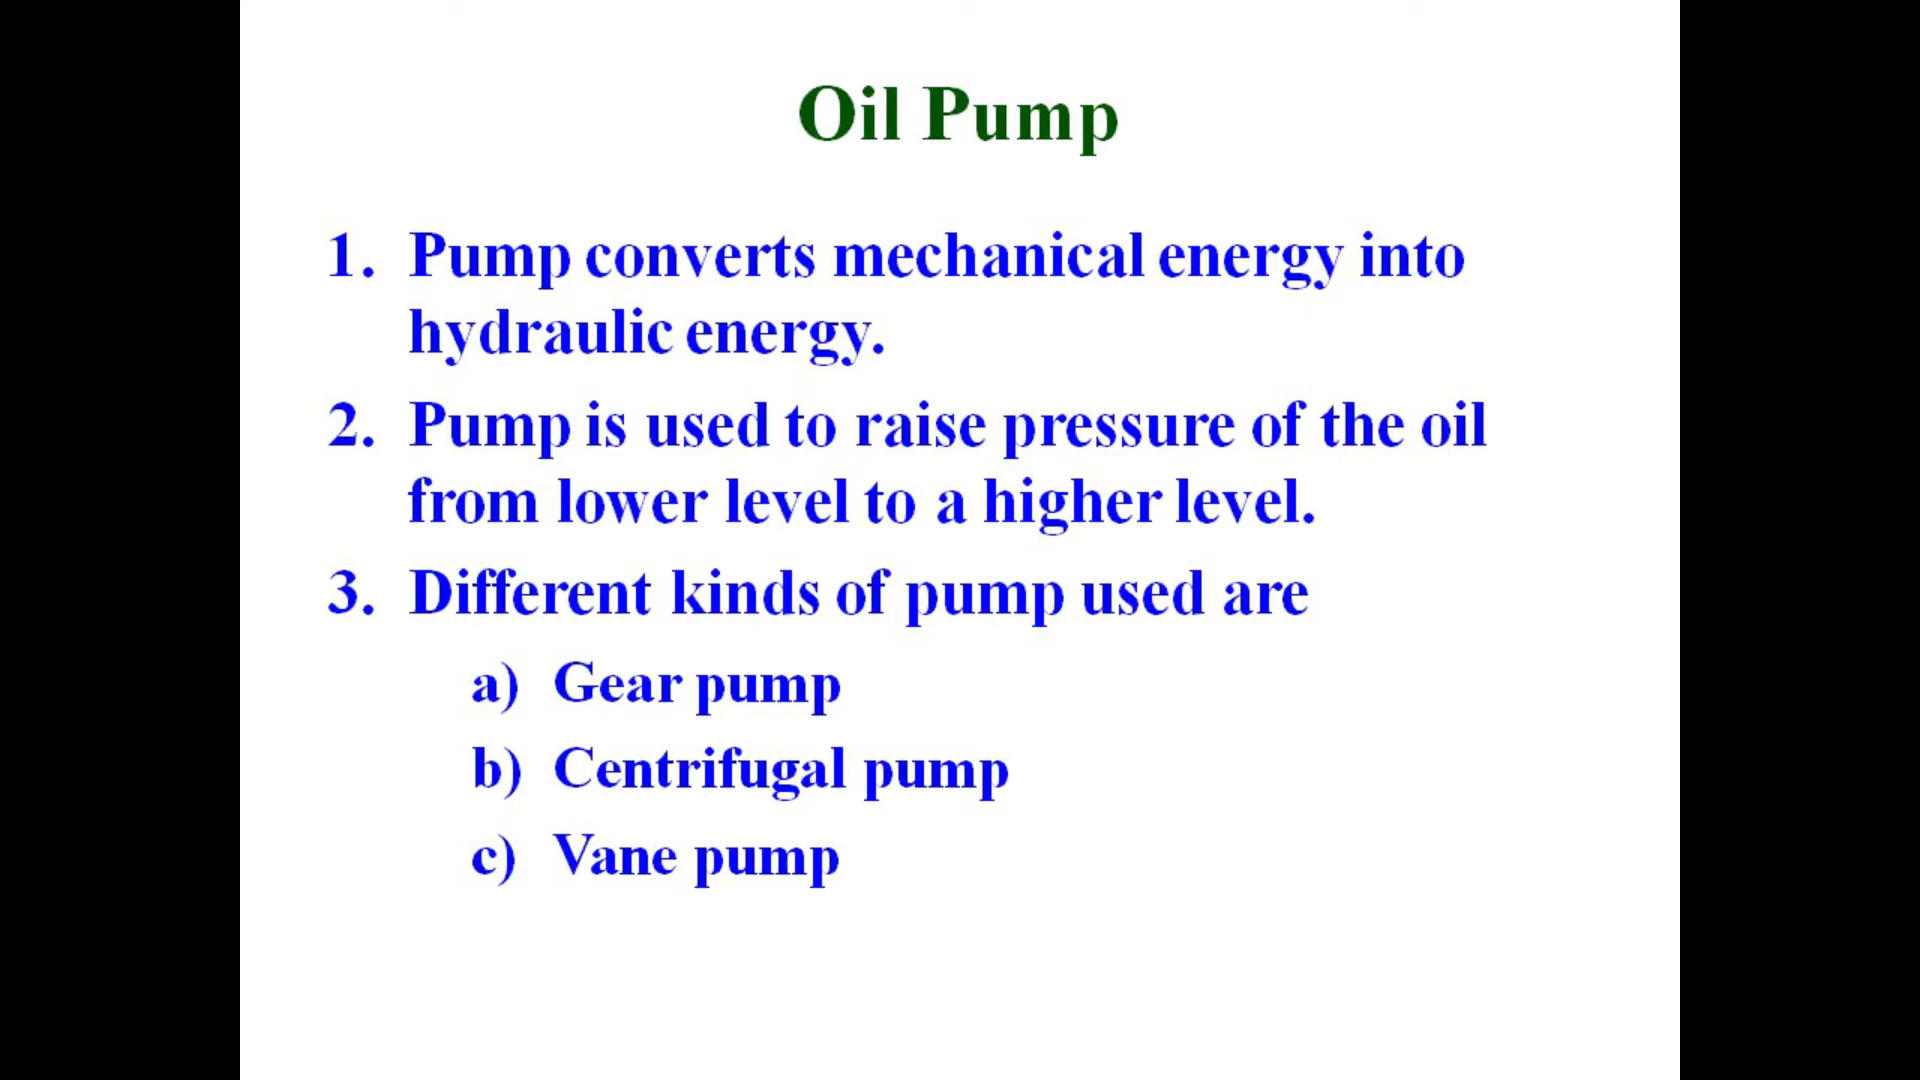 Oil Pump
1. Pump converts mechanical energy into
hydraulic energy.
2. Pump is used to raise pressure of the oil
from lower level to a higher level.
3. Different kinds of pump used are
a) Gear pump
b) Centrifugal pump
c) Vane pump